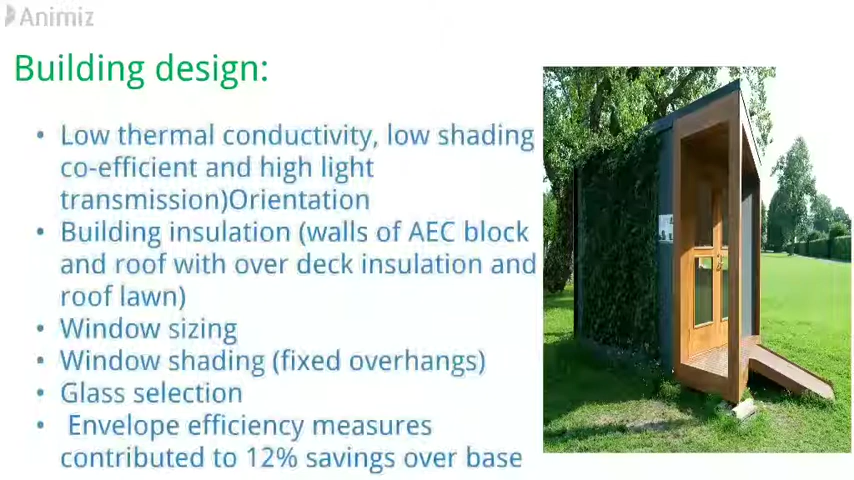 Animiz
Building design:
• Low thermal conductivity, low shading
co-efficient and high light
transmission)Orientation
• Building insulation (walls of AEC block
and roof with over deck insulation and
roof lawn)
• Window sizing
• Window shading (fixed overhangs)
• Glass selection
• Envelope efficiency measures
contributed to 12% savings over base